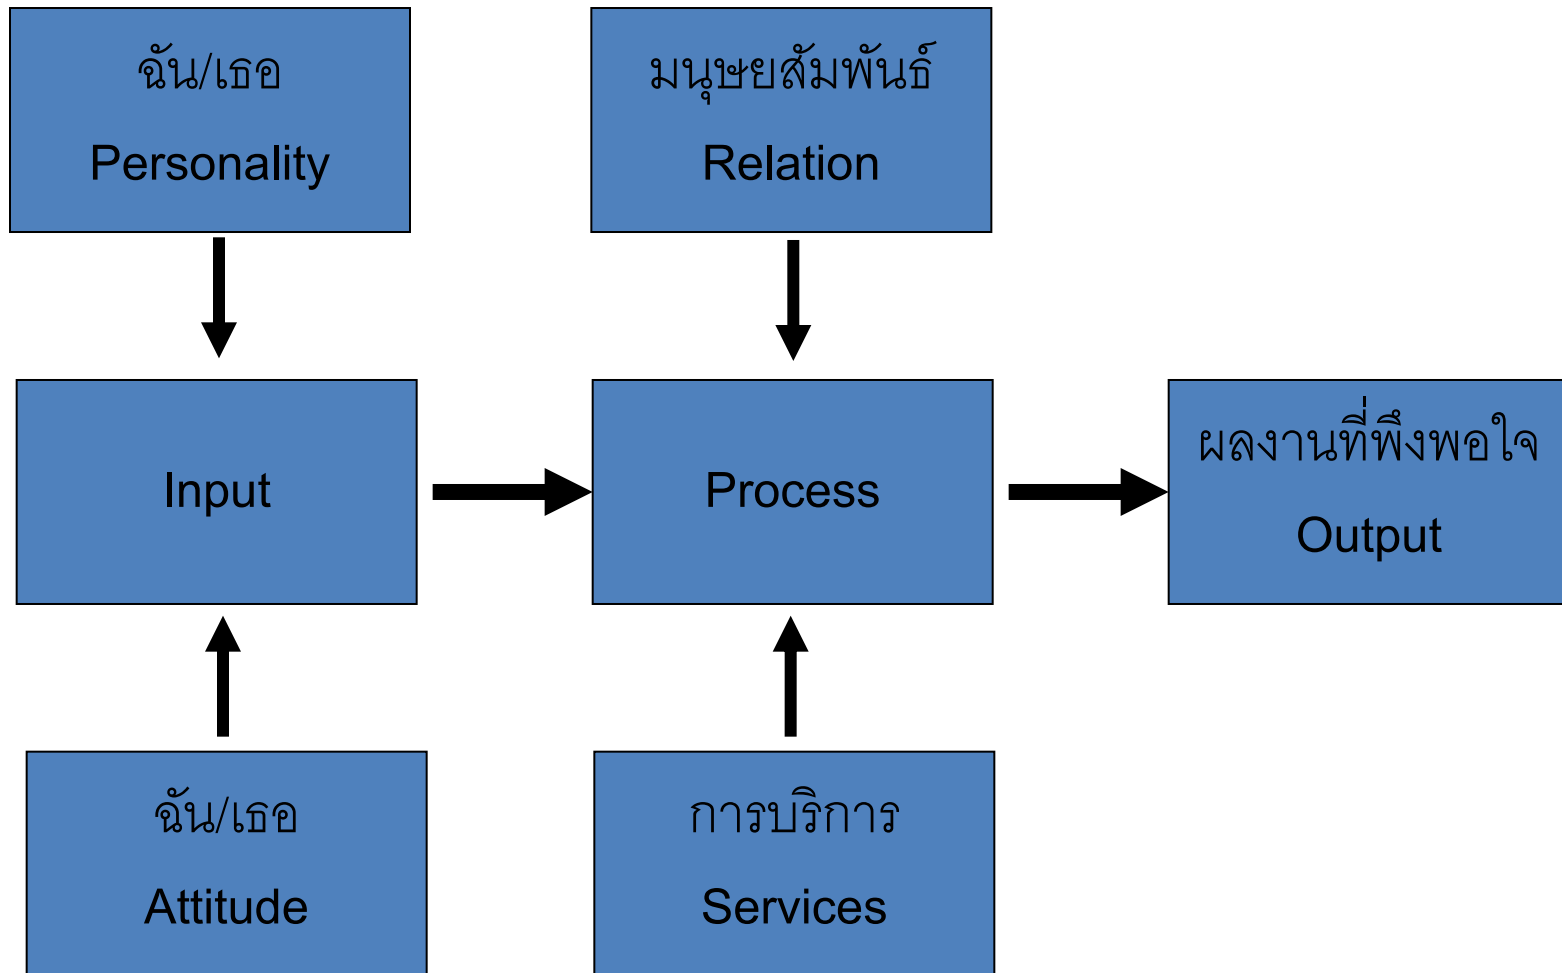 ฉัน/เธอ
Personality
มนุษยสัมพันธ์
Relation
Input
Process
ผลงานที่พึงพอใจ
Output
ฉัน/เธอ
Attitude
การบริการ
Services